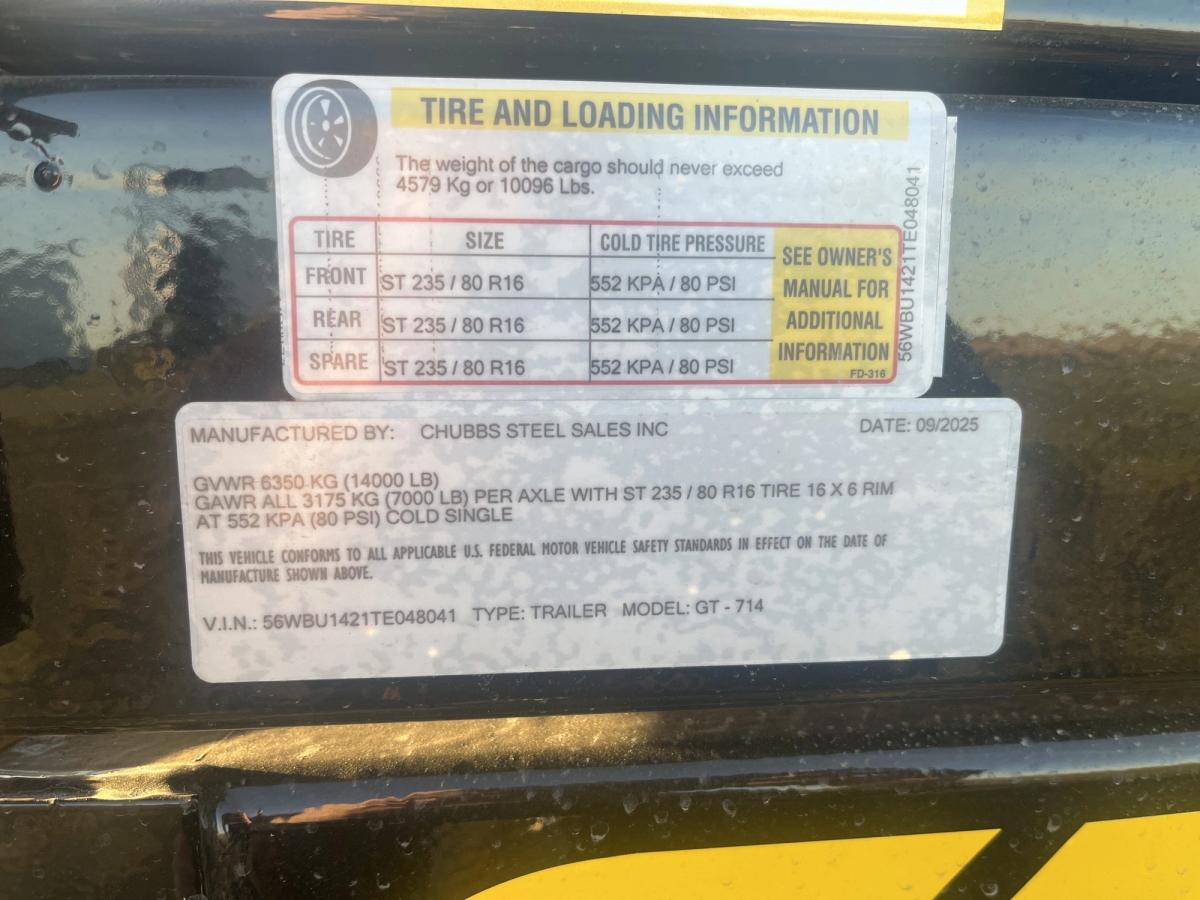 TIRE AND LOADING INFORMATION
The weight of the cargo should never exceed
4579 Kg or 10096 Lbs.
TIRE SIZE COLD TIRE PRESSURE
FRONT ST 235 / 80 R16 552 KPA / 80 PSI
REAR ST 235 / 80 R16 552 KPA / 80 PSI
SPARE ST 235 / 80 R16 552 KPA / 80 PSI
SEE OWNER'S
MANUAL FOR
ADDITIONAL
INFORMATION
FD-316
56WBU1421TE048041
MANUFACTURED BY: CHUBBS STEEL SALES INC DATE: 09/2025
GVWR 6350 KG (14000 LB)
GAWR ALL 3175 KG (7000 LB) PER AXLE WITH ST 235 / 80 R16 TIRE 16 X 6 RIM
AT 552 KPA (80 PSI) COLD SINGLE
THIS VEHICLE CONFORMS TO ALL APPLICABLE U.S. FEDERAL MOTOR VEHICLE SAFETY STANDARDS IN EFFECT ON THE DATE OF
MANUFACTURE SHOWN ABOVE.
V.I.N.: 56WBU1421TE048041 TYPE: TRAILER MODEL: GT - 714